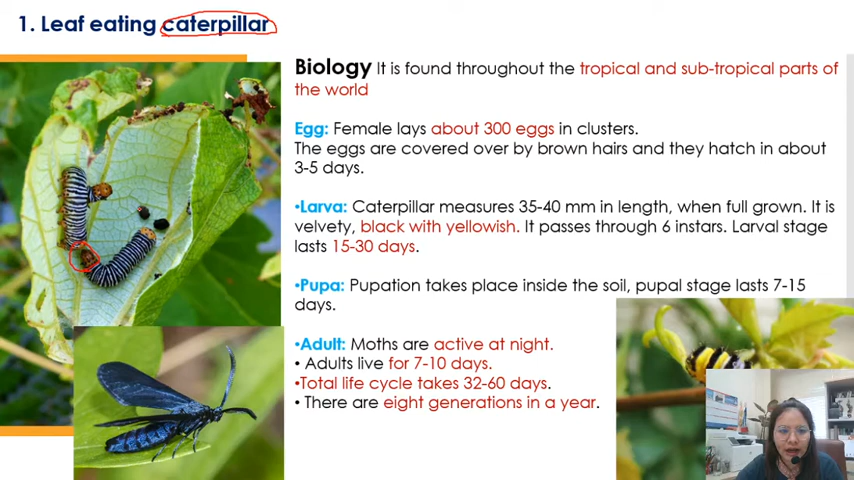 1. Leaf eating caterpillar
Biology It is found throughout the tropical and sub-tropical parts of
the world
Egg: Female lays about 300 eggs in clusters.
The eggs are covered over by brown hairs and they hatch in about
3-5 days.
•Larva: Caterpillar measures 35-40 mm in length, when full grown. It is
velvety, black with yellowish. It passes through 6 instars. Larval stage
lasts 15-30 days.
•Pupa: Pupation takes place inside the soil, pupal stage lasts 7-15
days.
•Adult: Moths are active at night.
• Adults live for 7-10 days.
•Total life cycle takes 32-60 days.
• There are eight generations in a year.